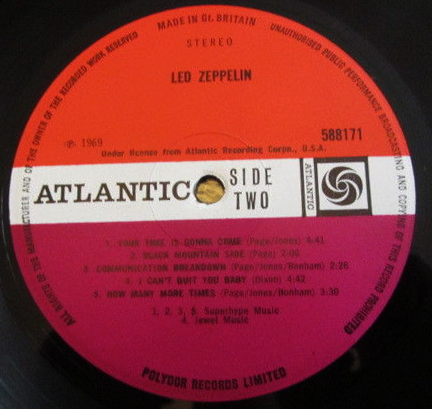 MADE IN Gt. BRITAIN
ALL RIGHTS OF THE MANUFACTURER AND OF THE OWNER OF THE RECORDED WORK RESERVED
UNAUTHORISED PUBLIC PERFORMANCE BROADCASTING AND COPYING OF THIS RECORD PROHIBITED
STEREO
LED ZEPPELIN
℗ 1969
588171
Under license from Atlantic Recording Corpn., U.S.A.
ATLANTIC SIDE TWO ATLANTIC
1. YOUR TIME IS GONNA COME (Page/Jones) 4:41
2. BLACK MOUNTAIN SIDE (Page)
3. COMMUNICATION BREAKDOWN (Page/Jones/Bonham) 2:26
4. I CAN'T QUIT YOU BABY (Dixon) 4:42
5. HOW MANY MORE TIMES (Page/Jones/Bonham) 3:30
1, 2, 3, 5, Superhype Music
4. Jewel Music
POLYDOR RECORDS LIMITED